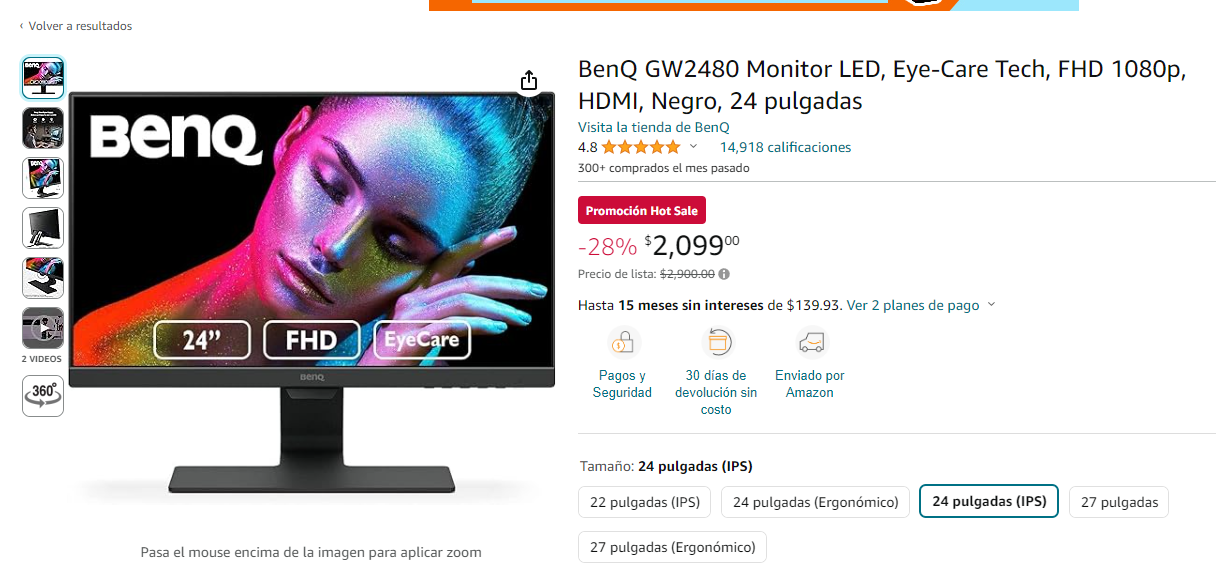 ‹ Volver a resultados
BenQ GW2480 Monitor LED, Eye-Care Tech, FHD 1080p,
HDMI, Negro, 24 pulgadas
Visita la tienda de BenQ
4.8
14,918 calificaciones
300+ comprados el mes pasado
Promoción Hot Sale
-28% $2,09900
Precio de lista: $2,900.00
Hasta 15 meses sin intereses de $139.93. Ver 2 planes de pago
Pagos y
Seguridad
30 días de
devolución sin
costo
Enviado por
Amazon
Tamaño: 24 pulgadas (IPS)
22 pulgadas (IPS)
24 pulgadas (Ergonómico)
24 pulgadas (IPS)
27 pulgadas
27 pulgadas (Ergonómico)
BenQ
24”
FHD
EyeCare
BenQ
2 VIDEOS
360°
Pasa el mouse encima de la imagen para aplicar zoom